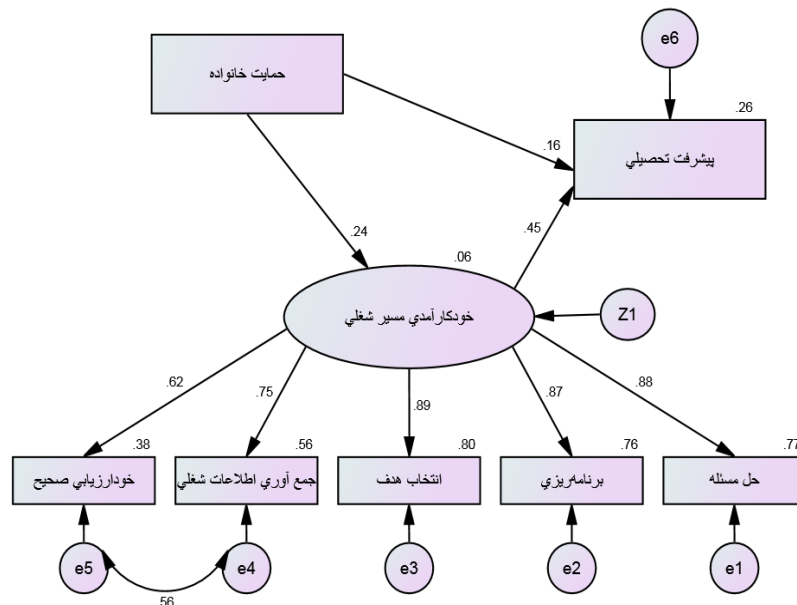 e6
حمايت خانواده
.26
پيشرفت تحصيلي
.16
.24
.45
.06
خودكارآمدي مسير شغلي
Z1
.62
.75
.89
.87
.88
.38
.56
.80
.76
.77
خودارزيابي صحيح
جمع آوري اطلاعات شغلي
انتخاب هدف
برنامه‌ريزي
حل مسئله
e5
e4
e3
e2
e1
.56